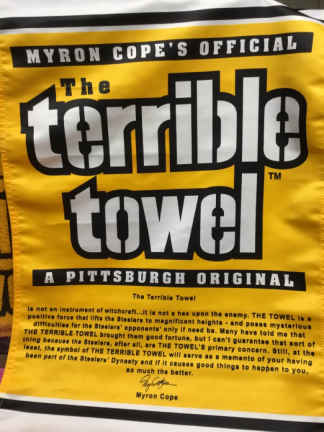 MYRON COPE'S OFFICIAL
The
terrible
towel
TM
A PITTSBURGH ORIGINAL
The Terrible Towel
is not an instrument of witchcraft...it is not a hex upon the enemy. THE TOWEL is a
positive force that lifts the Steelers to magnificent heights - and poses mysterious
difficulties for the Steelers' opponents' only if need be. Many have told me that
THE TERRIBLE TOWEL brought them good fortune, but I can't guarantee that sort of
thing because the Steelers, after all, are THE TOWEL'S primary concern. Still, at the
least, the symbol of THE TERRIBLE TOWEL will serve as a memento of your having
been part of the Steelers' Dynasty and if it causes good things to happen to you,
so much the better.
Myron Cope